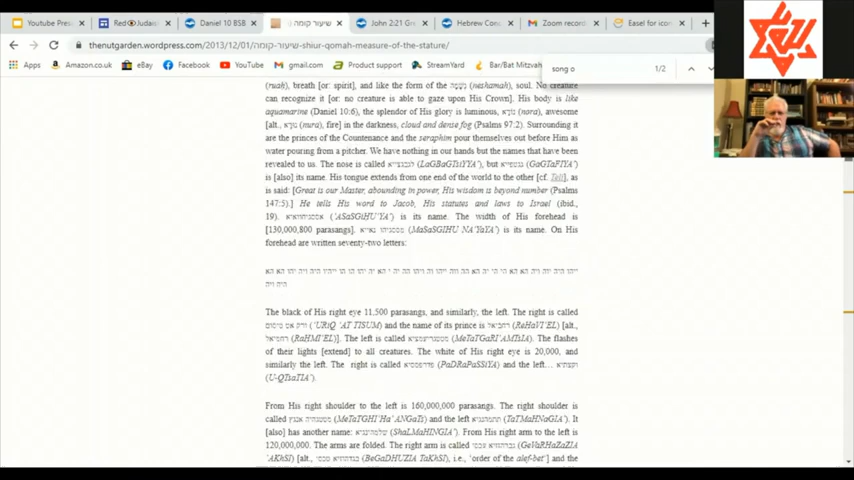 Youtube Pres
Red👁Judai
Daniel 10 BSB
שיעור קומה
John 2:21 Gre
Hebrew Conc
Zoom record
Easel for iconi
thenutgarden.wordpress.com/2013/12/01/שיעור-קומה-shiur-qomah-measure-of-the-stature/
Apps Amazon.co.uk eBay Facebook YouTube gmail.com Product support StreamYard Bar/Bat Mitzvah
song o 1/2
(ruah), breath [or: spirit], and like the form of the נשמה (neshamah), soul. No creature
can recognize it [or: no creature is able to gaze upon His Crown]. His body is like
aquamarine (Daniel 10:6), the splendor of His glory is luminous, נורא (nora), awesome
[alt., נורא (nura), fire] in the darkness, cloud and dense fog (Psalms 97:2). Surrounding it
are the princes of the Countenance and the seraphim pour themselves out before Him as
water pouring from a pitcher. We have nothing in our hands but the names that have been
revealed to us. The nose is called (LaGBaGTsiYYA'), but (GaGTaFIYA')
is [also] its name. His tongue extends from one end of the world to the other [cf. Tell], as
is said: [Great is our Master, abounding in power, His wisdom is beyond number (Psalms
147:5).] He tells His word to Jacob, His statutes and laws to Israel (ibid.,
19). ('ASaSGiHU'YA') is its name. The width of His forehead is
[130,000,800 parasangs]. (MaSaSGIHU NA'YaYA') is its name. On His
forehead are written seventy-two letters:
The black of His right eye 11,500 parasangs, and similarly, the left. The right is called
('URiQ 'AT TISUM) and the name of its prince is רחביאל (ReHaVI'EL) [alt.,
רחמיאל (RaHMI'EL)]. The left is called (MeTaTGaRI'AMTsIA). The flashes
of their lights [extend] to all creatures. The white of His right eye is 20,000, and
similarly the left. The right is called (PaDRaPaSSiYA) and the left...
(U-QTsaTIA').
From His right shoulder to the left is 160,000,000 parasangs. The right shoulder is
called (MeTaTGHI'Ha' 'ANGaTi) and the left (TaTMaHNaGIA'). It
[also] has another name: (ShaLMaHINGIA'). From His right arm to the left is
120,000,000. The arms are folded. The right arm is called (GeVaRHaZaZIA
'AKhSI) [alt., (BeGaDHUZIA TaKhSI), i.e., 'order of the alef-bet'] and the